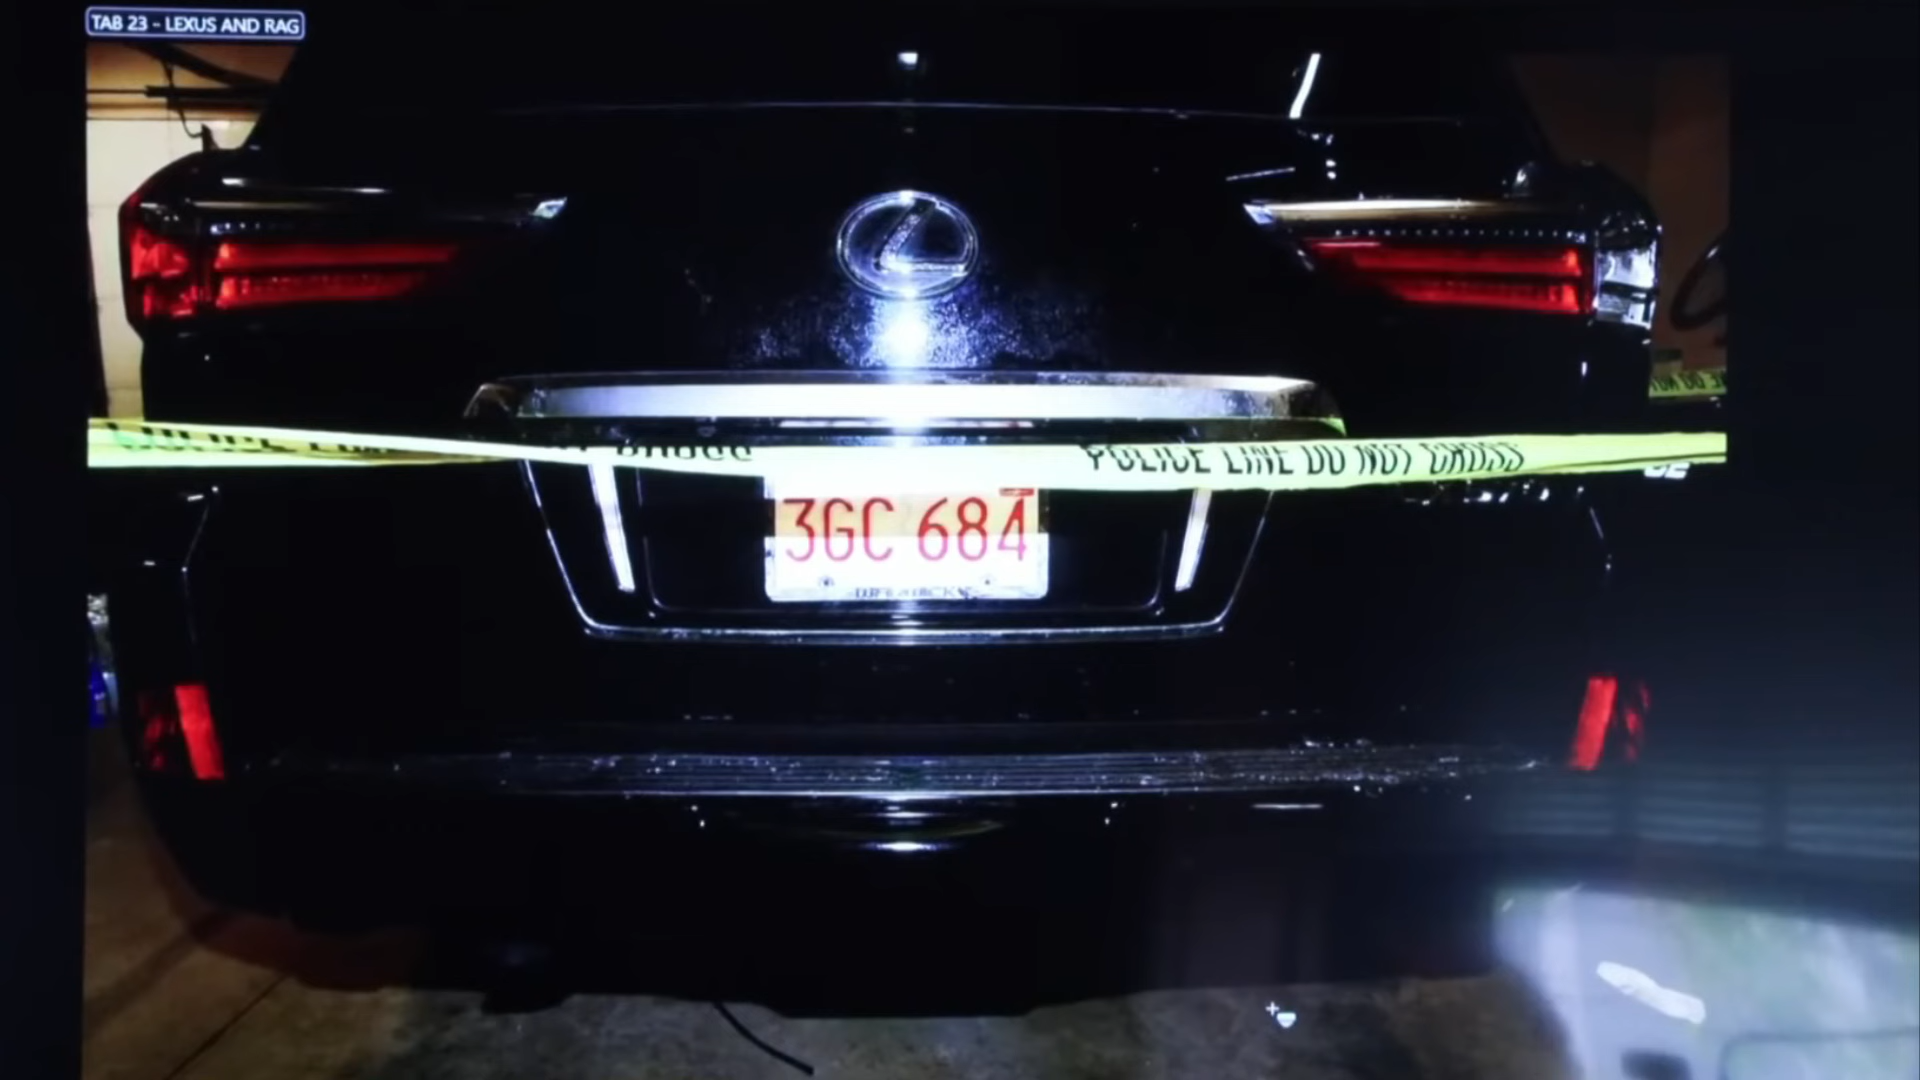 TAB 23 - LEXUS AND RAG
POLICE LINE DO NOT CROSS
3GC 684